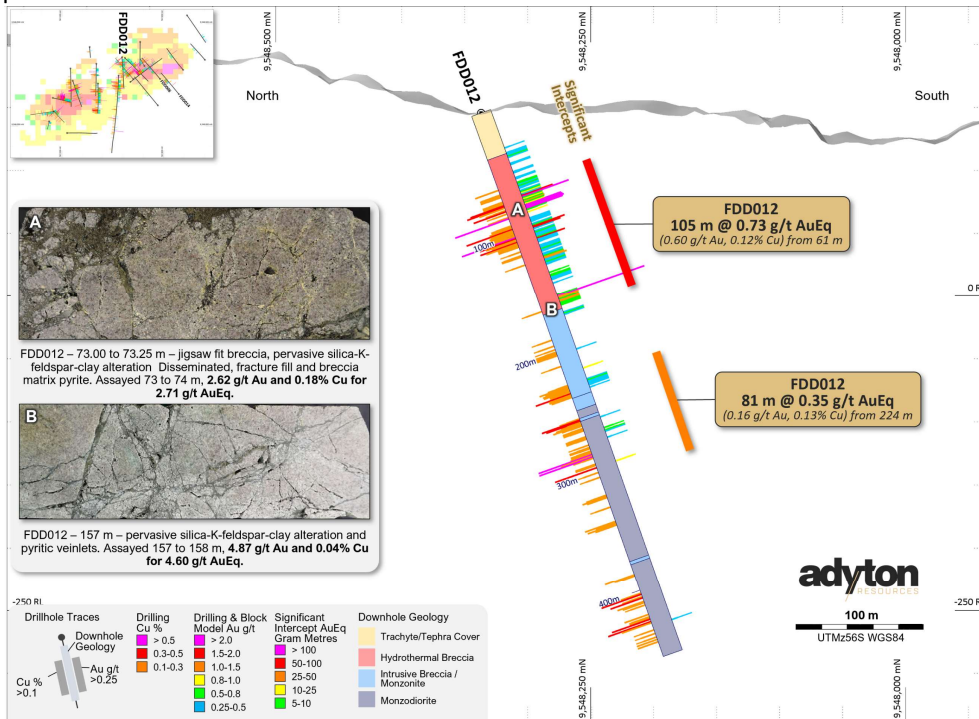 FDD012
9,548,500 mN
9,548,250 mN
9,548,000 mN
North
South
FDD012
Significant
Intercepts
FDD012
105 m @ 0.73 g/t AuEq
(0.60 g/t Au, 0.12% Cu) from 61 m
A
100m
0 R
B
A
FDD012 – 73.00 to 73.25 m – jigsaw fit breccia, pervasive silica-K-
feldspar-clay alteration Disseminated, fracture fill and breccia
matrix pyrite. Assayed 73 to 74 m, 2.62 g/t Au and 0.18% Cu for
2.71 g/t AuEq.
B
FDD012 – 157 m – pervasive silica-K-feldspar-clay alteration and
pyritic veinlets. Assayed 157 to 158 m, 4.87 g/t Au and 0.04% Cu
for 4.60 g/t AuEq.
200m
FDD012
81 m @ 0.35 g/t AuEq
(0.16 g/t Au, 0.13% Cu) from 224 m
300m
400m
adyton
RESOURCES
100 m
UTMz56S WGS84
-250 RL
-250 R
Drillhole Traces
Downhole
Geology
Au g/t
>0.25
Cu %
>0.1
Drilling
Cu %
> 0.5
0.3-0.5
0.1-0.3
Drilling & Block
Model Au g/t
> 2.0
1.5-2.0
1.0-1.5
0.8-1.0
0.5-0.8
0.25-0.5
Significant
Intercept AuEq
Gram Metres
> 100
50-100
25-50
10-25
5-10
Downhole Geology
Trachyte/Tephra Cover
Hydrothermal Breccia
Intrusive Breccia /
Monzonite
Monzodiorite
9,548,250 mN
9,548,000 mN